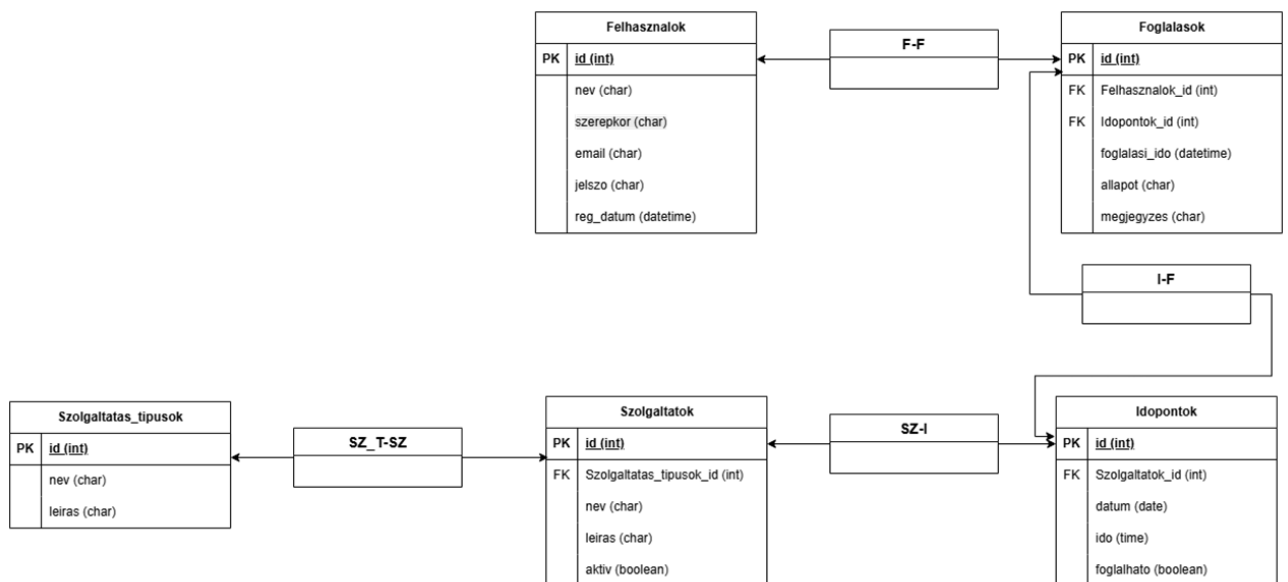 Felhasznalok
PK id (int)
nev (char)
szerepkor (char)
email (char)
jelszo (char)
reg_datum (datetime)
F-F
Foglalasok
PK id (int)
FK Felhasznalok_id (int)
FK Idopontok_id (int)
foglalasi_ido (datetime)
allapot (char)
megjegyzes (char)
I-F
Szolgaltatas_tipusok
PK id (int)
nev (char)
leiras (char)
SZ_T-SZ
Szolgaltatok
PK id (int)
FK Szolgaltatas_tipusok_id (int)
nev (char)
leiras (char)
aktiv (boolean)
SZ-I
Idopontok
PK id (int)
FK Szolgaltatok_id (int)
datum (date)
ido (time)
foglalhato (boolean)